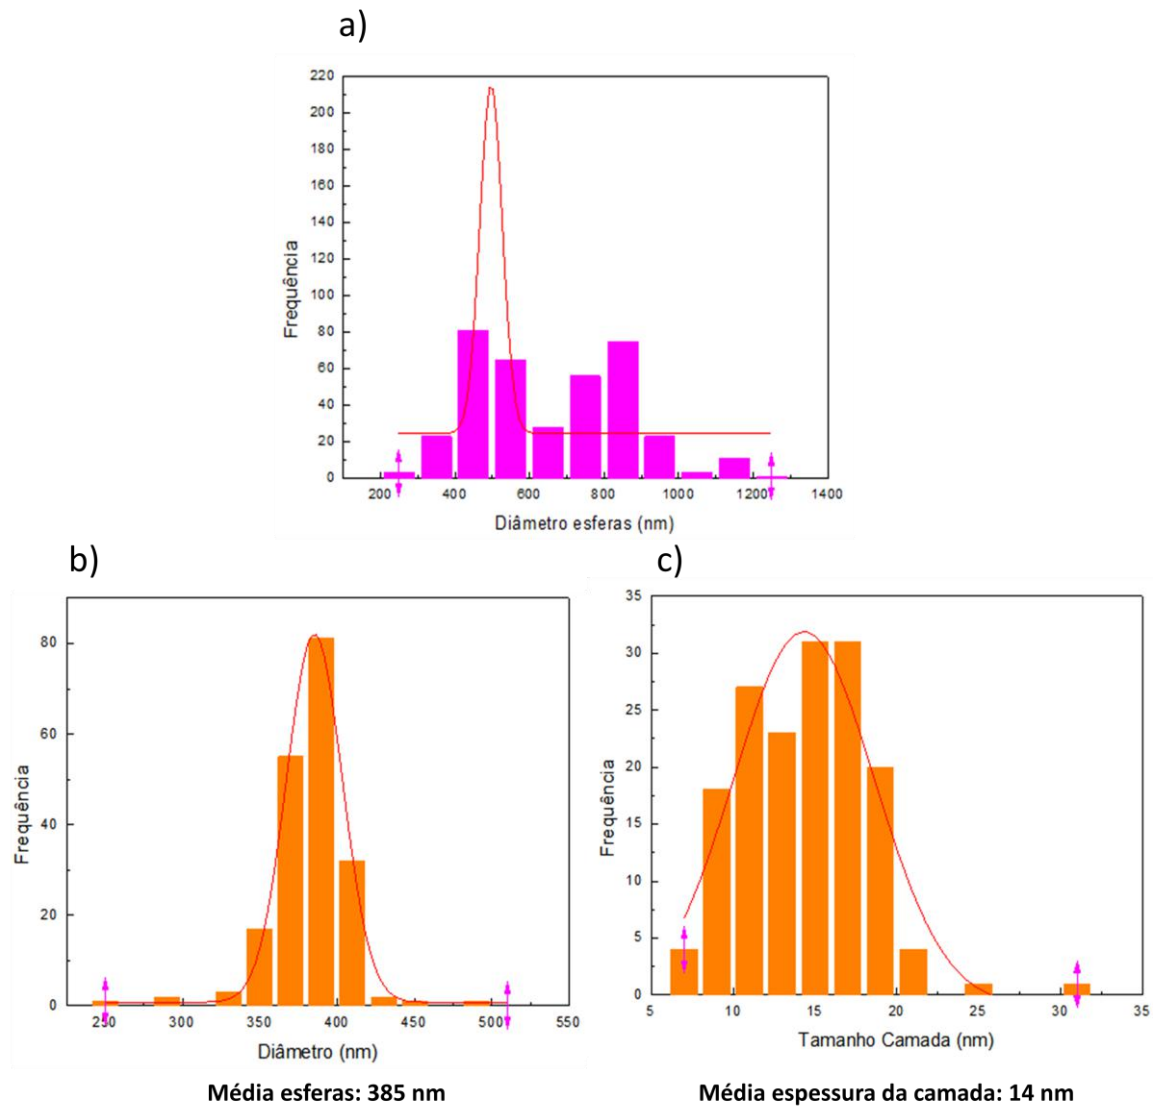 a)
220
200
180
160
140
120
100
80
60
40
20
0
Frequência
200 400 600 800 1000 1200 1400
Diâmetro esferas (nm)
b)
80
60
40
20
0
Frequência
250 300 350 400 450 500 550
Diâmetro (nm)
Média esferas: 385 nm
c)
35
30
25
20
15
10
5
0
Frequência
5 10 15 20 25 30 35
Tamanho Camada (nm)
Média espessura da camada: 14 nm